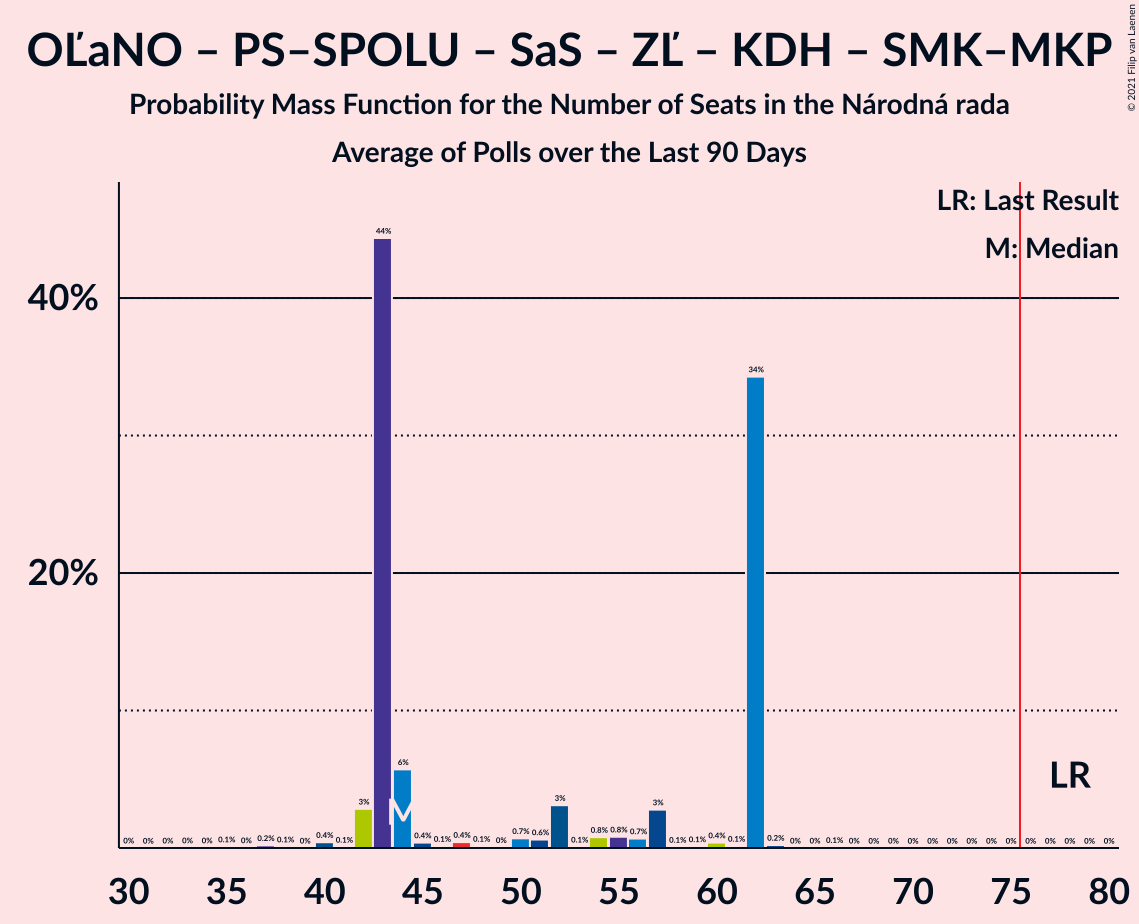 OĽaNO – PS–SPOLU – SaS – ZĽ – KDH – SMK–MKP
Probability Mass Function for the Number of Seats in the Národná rada
Average of Polls over the Last 90 Days
© 2021 Filip van Laenen
LR: Last Result
M: Median
44%
40%
34%
20%
LR
6%
M
3% 3% 3%
0% 0% 0% 0% 0% 0.1% 0% 0.2% 0.1% 0% 0.4% 0.1% 0.4% 0.1% 0.4% 0.1% 0% 0.7% 0.6% 0.1% 0.8% 0.8% 0.7% 0.1% 0.1% 0.4% 0.1% 0.2% 0% 0% 0.1% 0% 0% 0% 0% 0% 0% 0% 0% 0% 0% 0% 0% 0% 0%
30 35 40 45 50 55 60 65 70 75 80